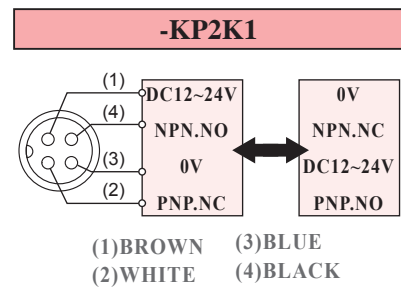 -KP2K1
(1) DC12~24V 0V
(4) NPN.NO NPN.NC
(3) 0V DC12~24V
(2) PNP.NC PNP.NO
(1)BROWN (3)BLUE
(2)WHITE (4)BLACK